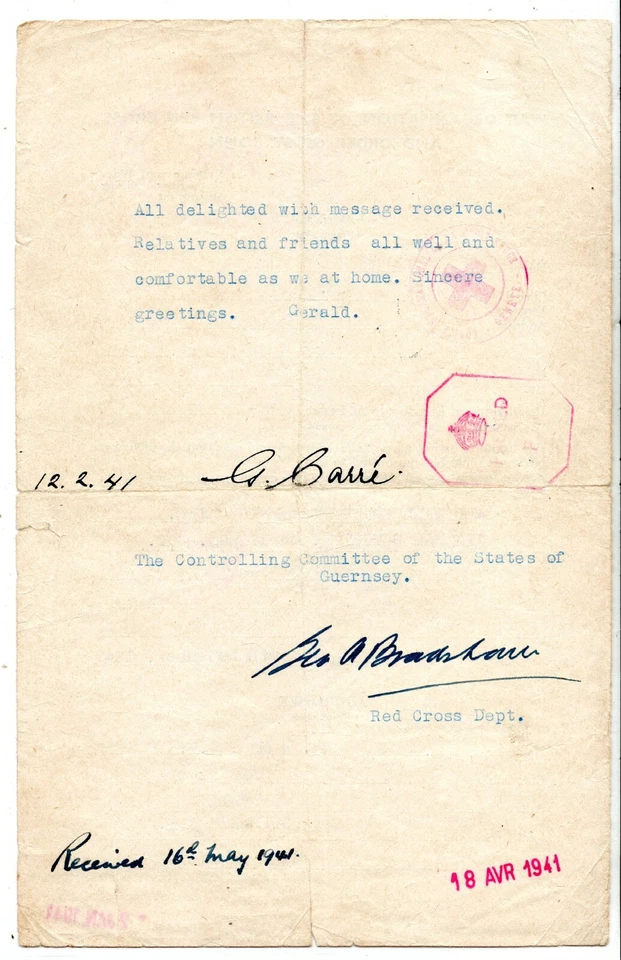 All delighted with message received.
Relatives and friends all well and
comfortable as we at home. Sincere
greetings. Gerald.
12.2.41 G. Carré.
The Controlling Committee of the States of
Guernsey.
Geo A Bradshaw
Red Cross Dept.
Received 16th May 1941.
18 AVR 1941